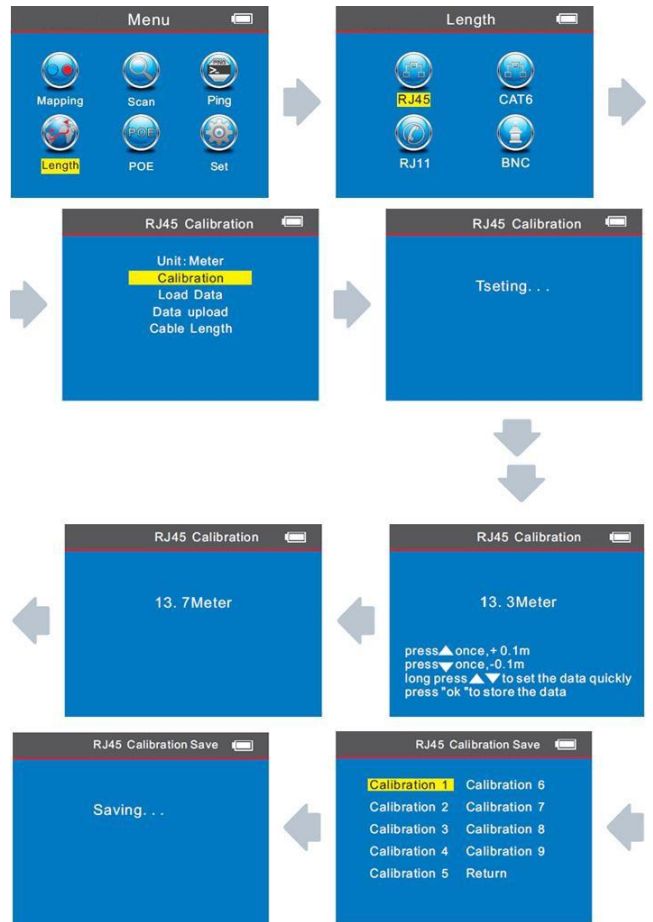 Menu
Mapping Scan Ping
Length POE Set
Length
RJ45 CAT6
RJ11 BNC
RJ45 Calibration
Unit: Meter
Calibration
Load Data
Data upload
Cable Length
RJ45 Calibration
Tseting. . .
RJ45 Calibration
13. 3Meter
press▲once,+ 0.1m
press▼once,-0.1m
long press▲▼to set the data quickly
press "ok "to store the data
RJ45 Calibration
13. 7Meter
RJ45 Calibration Save
Calibration 1 Calibration 6
Calibration 2 Calibration 7
Calibration 3 Calibration 8
Calibration 4 Calibration 9
Calibration 5 Return
RJ45 Calibration Save
Saving. . .